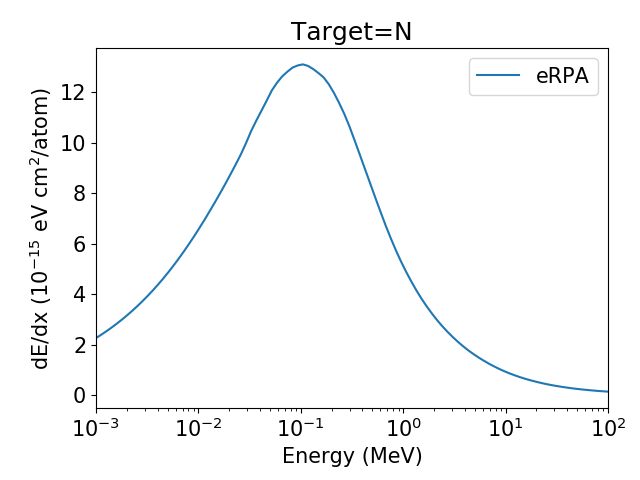 Target=N
eRPA
dE/dx (10⁻¹⁵ eV cm²/atom)
12
10
8
6
4
2
0
10⁻³ 10⁻² 10⁻¹ 10⁰ 10¹ 10²
Energy (MeV)